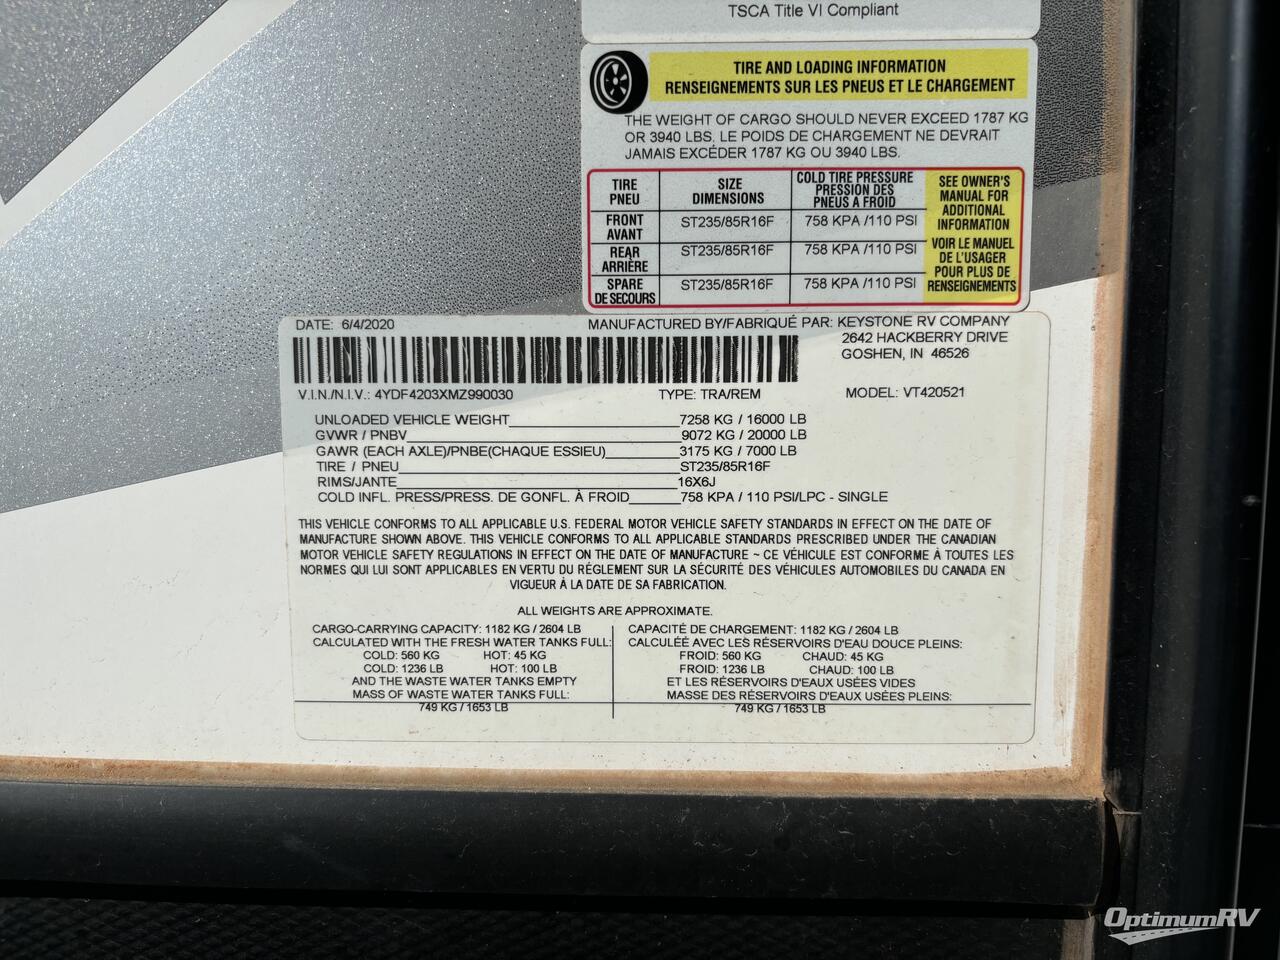 TSCA Title VI Compliant
TIRE AND LOADING INFORMATION
RENSEIGNEMENTS SUR LES PNEUS ET LE CHARGEMENT
THE WEIGHT OF CARGO SHOULD NEVER EXCEED 1787 KG
OR 3940 LBS. LE POIDS DE CHARGEMENT NE DEVRAIT
JAMAIS EXCÉDER 1787 KG OU 3940 LBS.
TIRE
PNEU
SIZE
DIMENSIONS
COLD TIRE PRESSURE
PRESSION DES
PNEUS A FROID
FRONT
AVANT
ST235/85R16F
758 KPA /110 PSI
REAR
ARRIÈRE
ST235/85R16F
758 KPA /110 PSI
SPARE
DE SECOURS
ST235/85R16F
758 KPA /110 PSI
SEE OWNER'S
MANUAL FOR
ADDITIONAL
INFORMATION
VOIR LE MANUEL
DE L'USAGER
POUR PLUS DE
RENSEIGNEMENTS
DATE: 6/4/2020
MANUFACTURED BY/FABRIQUÉ PAR: KEYSTONE RV COMPANY
2642 HACKBERRY DRIVE
GOSHEN, IN 46526
V.I.N./N.I.V.: 4YDF4203XMZ990030 TYPE: TRA/REM MODEL: VT420521
UNLOADED VEHICLE WEIGHT 7258 KG / 16000 LB
GVWR / PNBV 9072 KG / 20000 LB
GAWR (EACH AXLE)/PNBE(CHAQUE ESSIEU) 3175 KG / 7000 LB
TIRE / PNEU ST235/85R16F
RIMS/JANTE 16X6J
COLD INFL. PRESS/PRESS. DE GONFL. À FROID 758 KPA / 110 PSI/LPC - SINGLE
THIS VEHICLE CONFORMS TO ALL APPLICABLE U.S. FEDERAL MOTOR VEHICLE SAFETY STANDARDS IN EFFECT ON THE DATE OF
MANUFACTURE SHOWN ABOVE. THIS VEHICLE CONFORMS TO ALL APPLICABLE STANDARDS PRESCRIBED UNDER THE CANADIAN
MOTOR VEHICLE SAFETY REGULATIONS IN EFFECT ON THE DATE OF MANUFACTURE ~ CE VÉHICULE EST CONFORME À TOUTES LES
NORMES QUI LUI SONT APPLICABLES EN VERTU DU RÉGLEMENT SUR LA SÉCURITÉ DES VÉHICULES AUTOMOBILES DU CANADA EN
VIGUEUR À LA DATE DE SA FABRICATION.
ALL WEIGHTS ARE APPROXIMATE.
CARGO-CARRYING CAPACITY: 1182 KG / 2604 LB
CALCULATED WITH THE FRESH WATER TANKS FULL:
COLD: 560 KG HOT: 45 KG
COLD: 1236 LB HOT: 100 LB
AND THE WASTE WATER TANKS EMPTY
MASS OF WASTE WATER TANKS FULL:
749 KG / 1653 LB
CAPACITÉ DE CHARGEMENT: 1182 KG / 2604 LB
CALCULÉE AVEC LES RÉSERVOIRS D'EAU DOUCE PLEINS:
FROID: 560 KG CHAUD: 45 KG
FROID: 1236 LB CHAUD: 100 LB
ET LES RÉSERVOIRS D'EAUX USÉES VIDES
MASSE DES RÉSERVOIRS D'EAUX USÉES PLEINS:
749 KG / 1653 LB
OptimumRV